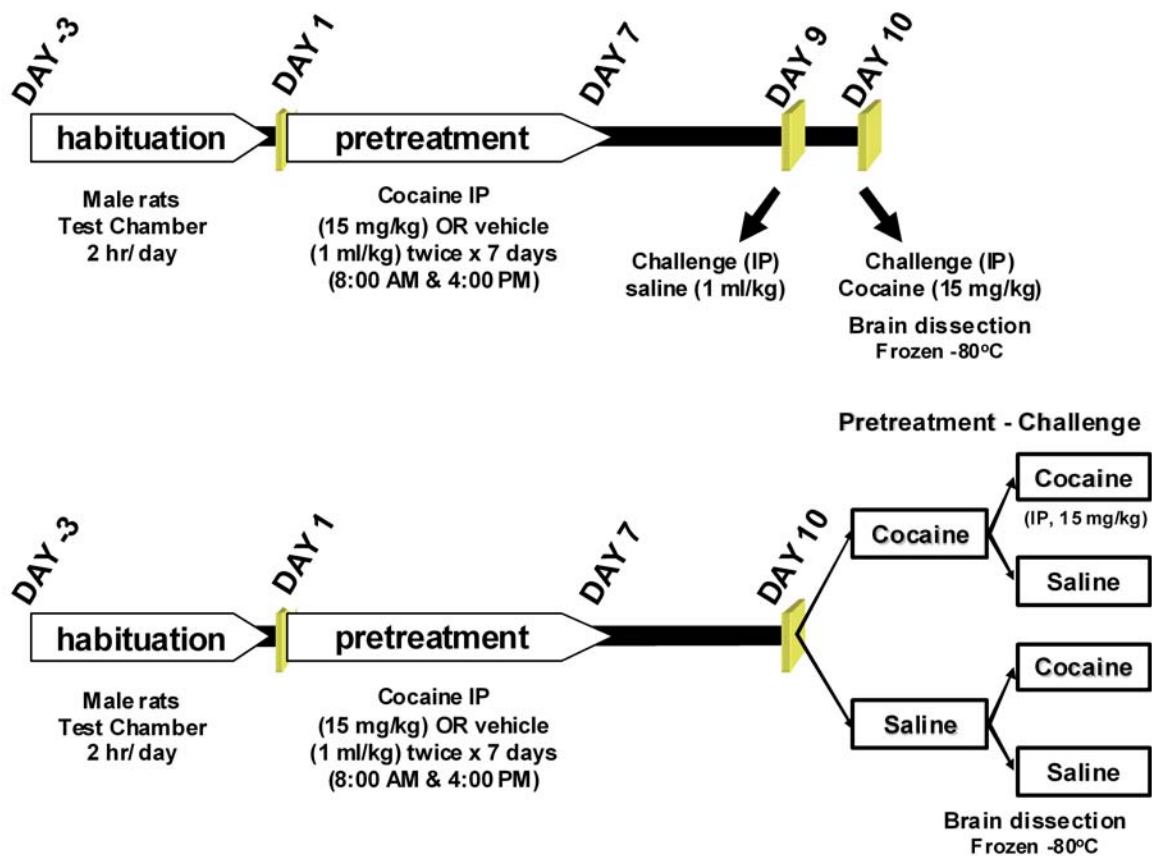 DAY -3
DAY 1
DAY 7
DAY 9
DAY 10
habituation
pretreatment
Male rats
Test Chamber
2 hr/ day
Cocaine IP
(15 mg/kg) OR vehicle
(1 ml/kg) twice x 7 days
(8:00 AM & 4:00 PM)
Challenge (IP)
saline (1 ml/kg)
Challenge (IP)
Cocaine (15 mg/kg)
Brain dissection
Frozen -80ºC
Pretreatment - Challenge
DAY -3
DAY 1
DAY 7
DAY 10
habituation
pretreatment
Male rats
Test Chamber
2 hr/ day
Cocaine IP
(15 mg/kg) OR vehicle
(1 ml/kg) twice x 7 days
(8:00 AM & 4:00 PM)
Cocaine
Cocaine
(IP, 15 mg/kg)
Saline
Saline
Cocaine
Saline
Brain dissection
Frozen -80ºC